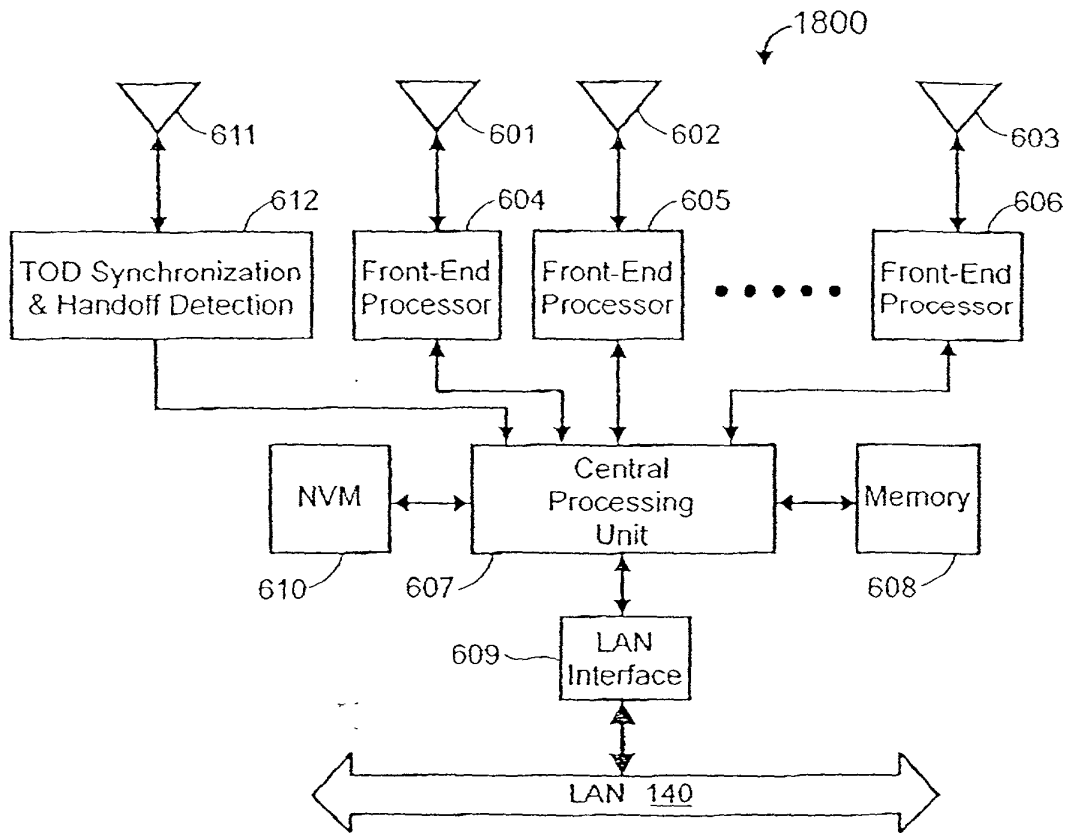 1800
611
601
602
603
612
604
605
606
TOD Synchronization
& Handoff Detection
Front-End
Processor
Front-End
Processor
Front-End
Processor
NVM
Central
Processing
Unit
Memory
610
607
608
609
LAN
Interface
LAN 140